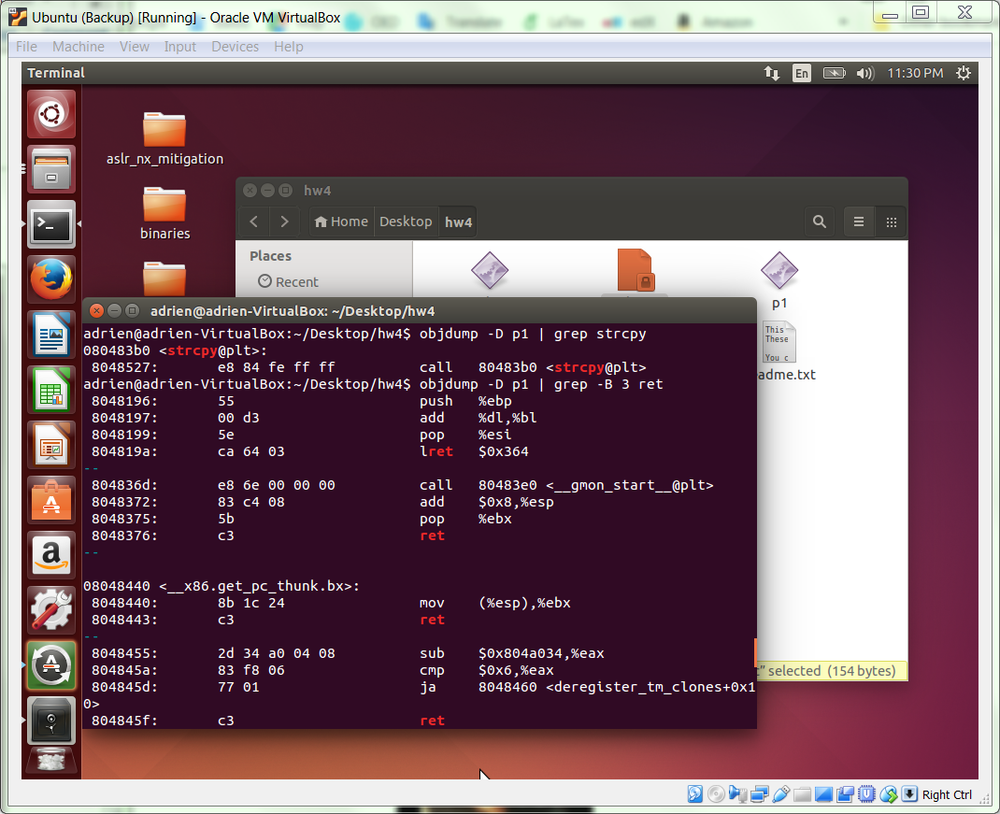 Ubuntu (Backup) [Running] - Oracle VM VirtualBox
File Machine View Input Devices Help
Terminal
En
11:30 PM
aslr_nx_mitigation
binaries
hw4
Home Desktop hw4
Places
Recent
p1
This
These
You c
adme.txt
t" selected (154 bytes)
adrien@adrien-VirtualBox: ~/Desktop/hw4
adrien@adrien-VirtualBox:~/Desktop/hw4$ objdump -D p1 | grep strcpy
080483b0 <strcpy@plt>:
8048527: e8 84 fe ff ff call 80483b0 <strcpy@plt>
adrien@adrien-VirtualBox:~/Desktop/hw4$ objdump -D p1 | grep -B 3 ret
8048196: 55 push %ebp
8048197: 00 d3 add %dl,%bl
8048199: 5e pop %esi
804819a: ca 64 03 lret $0x364
--
804836d: e8 6e 00 00 00 call 80483e0 <__gmon_start__@plt>
8048372: 83 c4 08 add $0x8,%esp
8048375: 5b pop %ebx
8048376: c3 ret
--
08048440 <__x86.get_pc_thunk.bx>:
8048440: 8b 1c 24 mov (%esp),%ebx
8048443: c3 ret
--
8048455: 2d 34 a0 04 08 sub $0x804a034,%eax
804845a: 83 f8 06 cmp $0x6,%eax
804845d: 77 01 ja 8048460 <deregister_tm_clones+0x1
0>
804845f: c3 ret
Right Ctrl